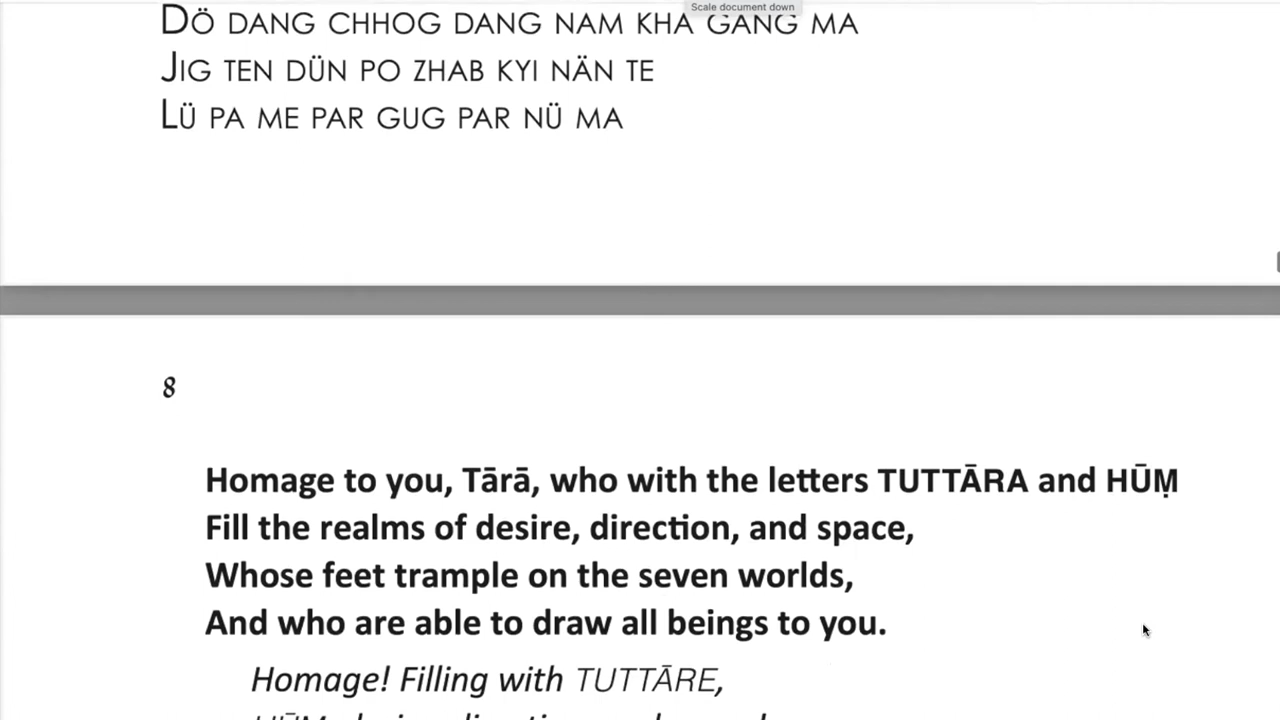 Scale document down
DÖ DANG CHHOG DANG NAM KHA GANG MA
JIG TEN DÜN PO ZHAB KYI NÄN TE
LÜ PA ME PAR GUG PAR NÜ MA
8
Homage to you, Tārā, who with the letters TUTTĀRA and HŪṂ
Fill the realms of desire, direction, and space,
Whose feet trample on the seven worlds,
And who are able to draw all beings to you.
Homage! Filling with TUTTĀRE,